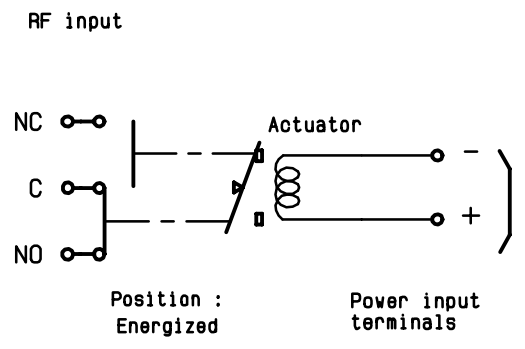 RF input
NC
Actuator
-
C
+
NO
Position :
Energized
Power input
terminals